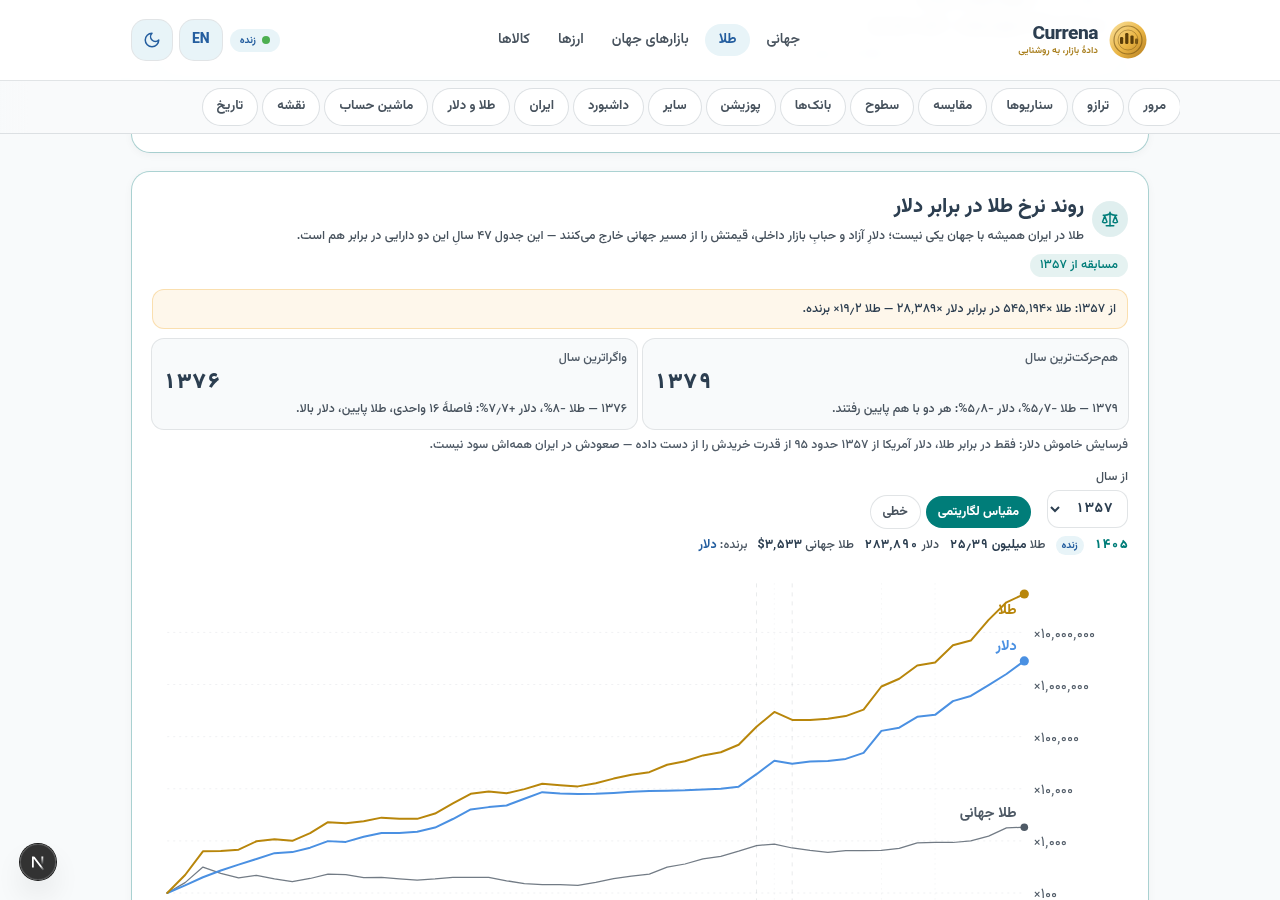 Currena
دادهٔ بازار، به روشنایی
جهانی
طلا
بازارهای جهان
ارزها
کالاها
زنده
EN
مرور
ترازو
سناریوها
مقایسه
سطوح
بانک‌ها
پوزیشن
سایر
داشبورد
ایران
طلا و دلار
ماشین حساب
نقشه
تاریخ
روند نرخ طلا در برابر دلار
طلا در ایران همیشه با جهان یکی نیست؛ دلارِ آزاد و حبابِ بازار داخلی، قیمتش را از مسیر جهانی خارج می‌کنند — این جدول ۴۷ سالِ این دو دارایی در برابر هم است.
مسابقه از ۱۳۵۷
از ۱۳۵۷: طلا ×۵۴۵,۱۹۴ در برابر دلار ×۲۸,۳۸۹ — طلا ۱۹٫۲× برنده.
هم‌حرکت‌ترین سال
۱۳۷۹
۱۳۷۹ — طلا -۵٫۷%، دلار -۵٫۸%: هر دو با هم پایین رفتند.
واگراترین سال
۱۳۷۶
۱۳۷۶ — طلا -۸%، دلار +۷٫۷%: فاصلهٔ ۱۶ واحدی، طلا پایین، دلار بالا.
فرسایش خاموش دلار: فقط در برابر طلا، دلار آمریکا از ۱۳۵۷ حدود ۹۵ از قدرت خریدش را از دست داده — صعودش در ایران همه‌اش سود نیست.
از سال
۱۳۵۷
مقیاس لگاریتمی
خطی
۱۴۰۵ زنده طلا ۲۵٫۳۹ میلیون دلار ۲۸۳,۸۹۰ طلا جهانی $۳,۵۳۳ برنده: دلار
طلا
×۱۰,۰۰۰,۰۰۰
دلار
×۱,۰۰۰,۰۰۰
×۱۰۰,۰۰۰
×۱۰,۰۰۰
طلا جهانی
×۱,۰۰۰
×۱۰۰
N